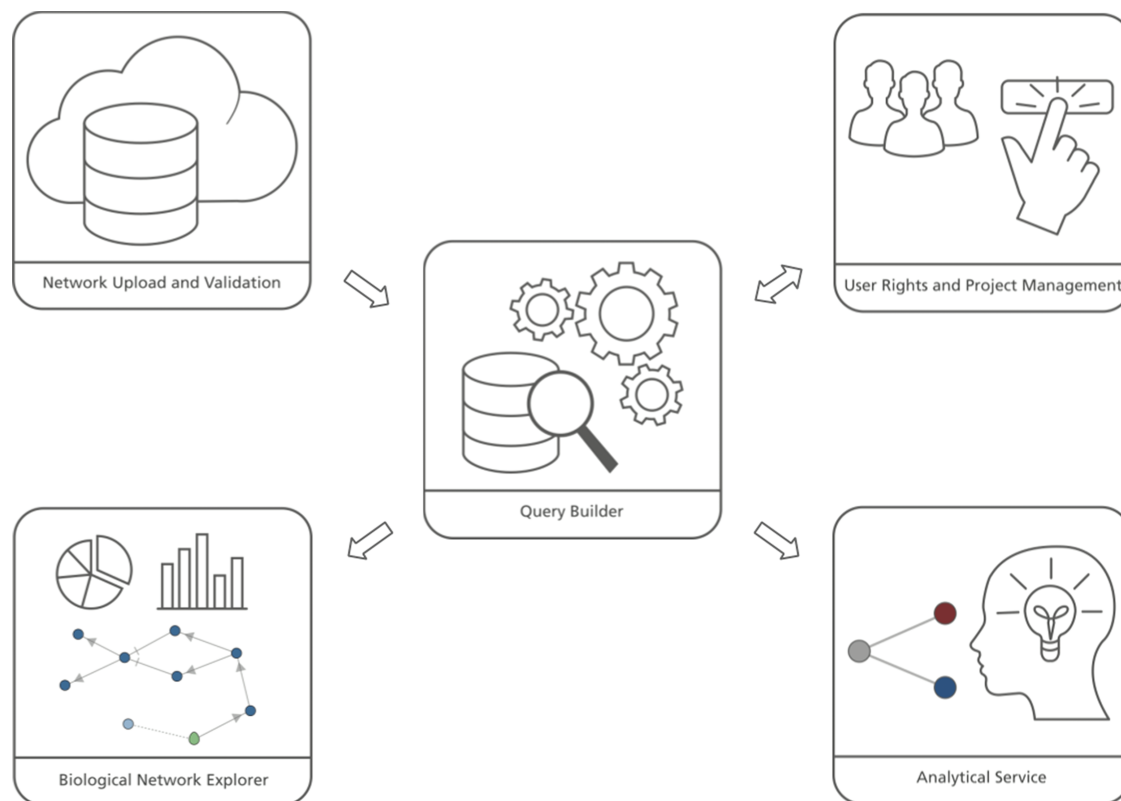 Network Upload and Validation
User Rights and Project Management
Query Builder
Biological Network Explorer
Analytical Service